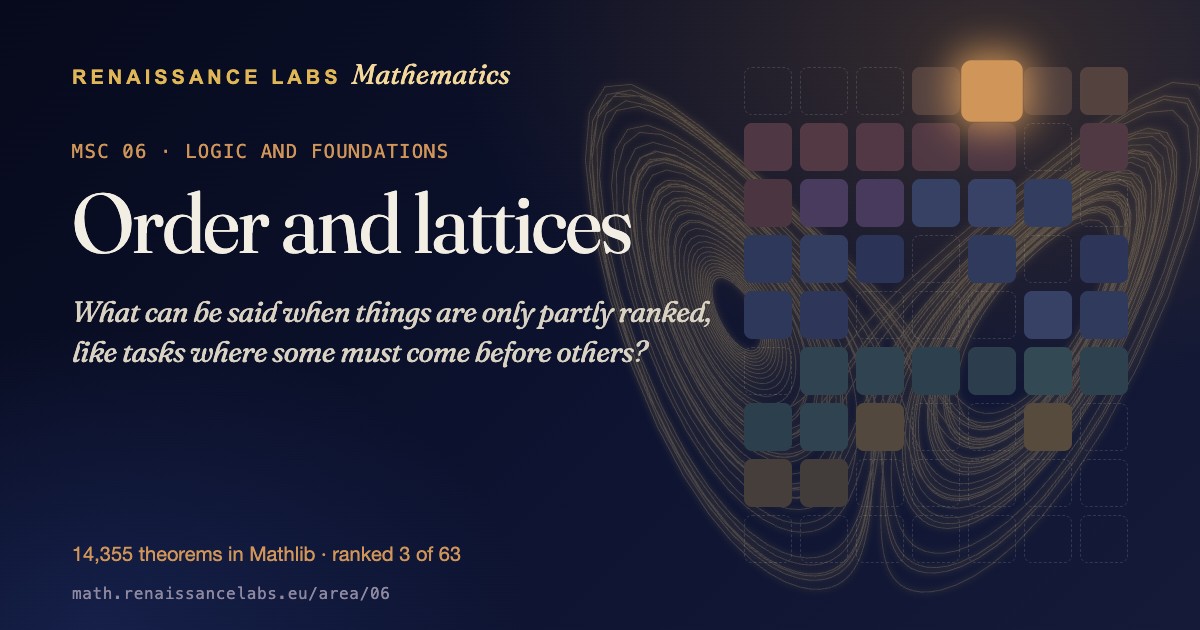 RENAISSANCE LABS Mathematics
MSC 06 · LOGIC AND FOUNDATIONS
Order and lattices
What can be said when things are only partly ranked,
like tasks where some must come before others?
14,355 theorems in Mathlib · ranked 3 of 63
math.renaissancelabs.eu/area/06